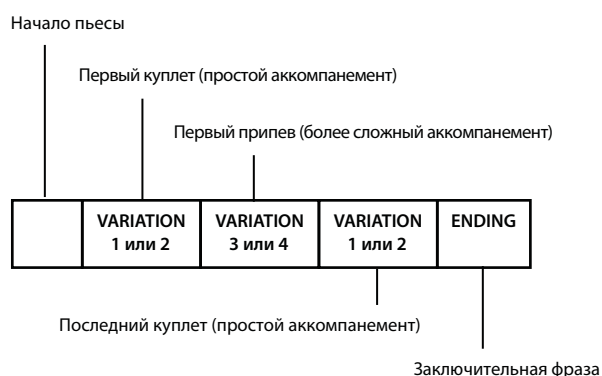 Начало пьесы
Первый куплет (простой аккомпанемент)
Первый припев (более сложный аккомпанемент)
VARIATION
1 или 2
VARIATION
3 или 4
VARIATION
1 или 2
ENDING
Последний куплет (простой аккомпанемент)
Заключительная фраза